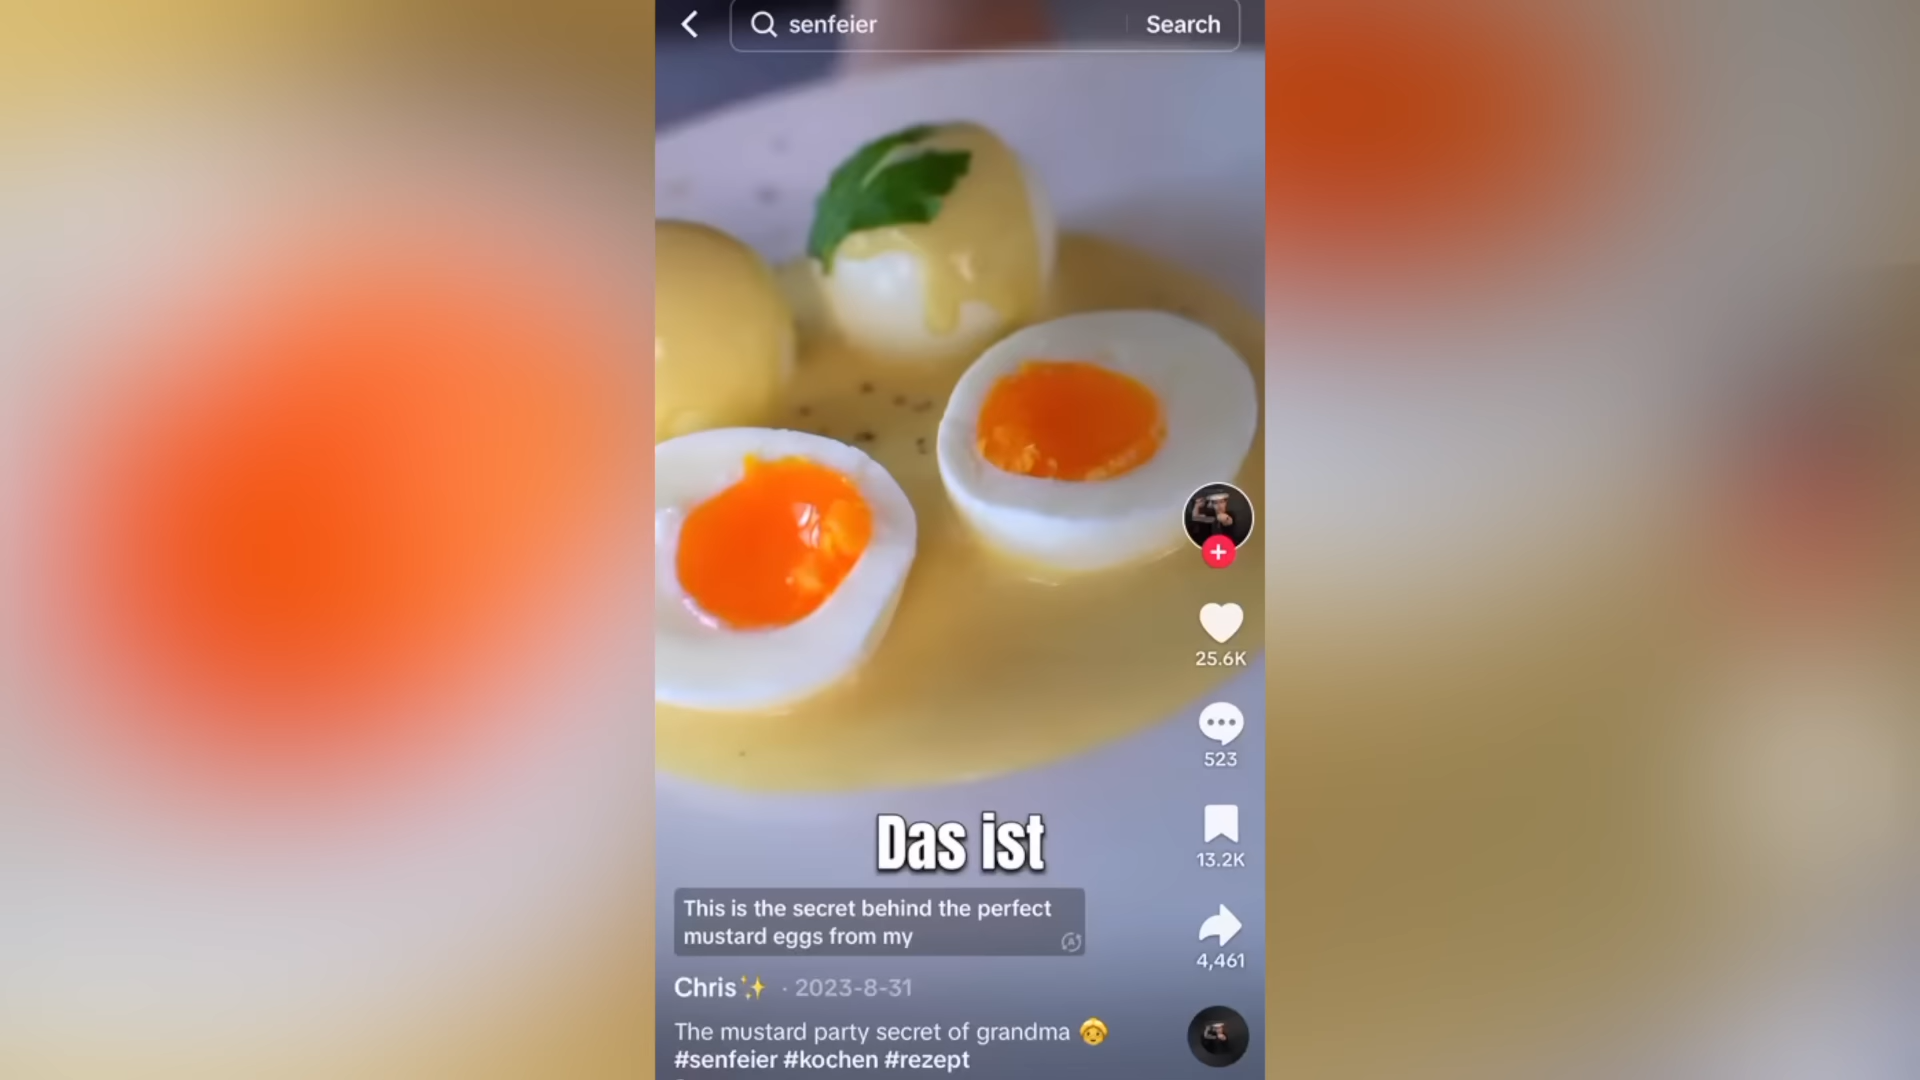 senfeier
Search
25.6K
523
13.2K
4,461
Das ist
This is the secret behind the perfect
mustard eggs from my
Chris✨ · 2023-8-31
The mustard party secret of grandma 👵
#senfeier #kochen #rezept